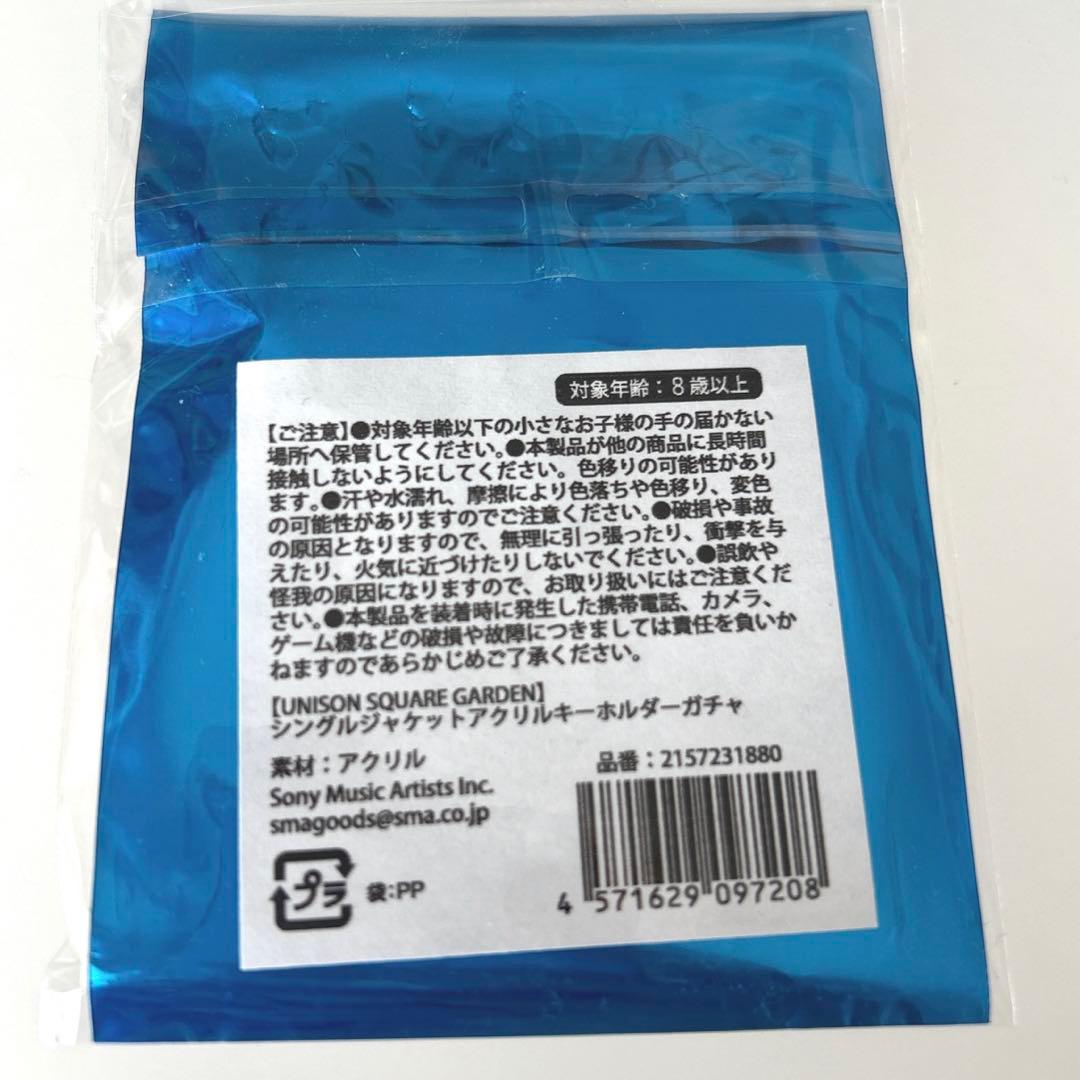 対象年齢：8歳以上
【ご注意】●対象年齢以下の小さなお子様の手の届かない
場所へ保管してください。●本製品が他の商品に長時間
接触しないようにしてください。色移りの可能性があり
ます。●汗や水濡れ、摩擦により色落ちや色移り、変色
の可能性がありますのでご注意ください。●破損や事故
の原因となりますので、無理に引っ張ったり、衝撃を与
えたり、火気に近づけたりしないでください。●誤飲や
怪我の原因になりますので、お取り扱いにはご注意くだ
さい。●本製品を装着時に発生した携帯電話、カメラ、
ゲーム機などの破損や故障につきましては責任を負いか
ねますのであらかじめご了承ください。
【UNISON SQUARE GARDEN】
シングルジャケットアクリルキーホルダーガチャ
素材：アクリル
Sony Music Artists Inc.
smagoods@sma.co.jp
プラ 袋:PP
品番：2157231880
4 571629 097208